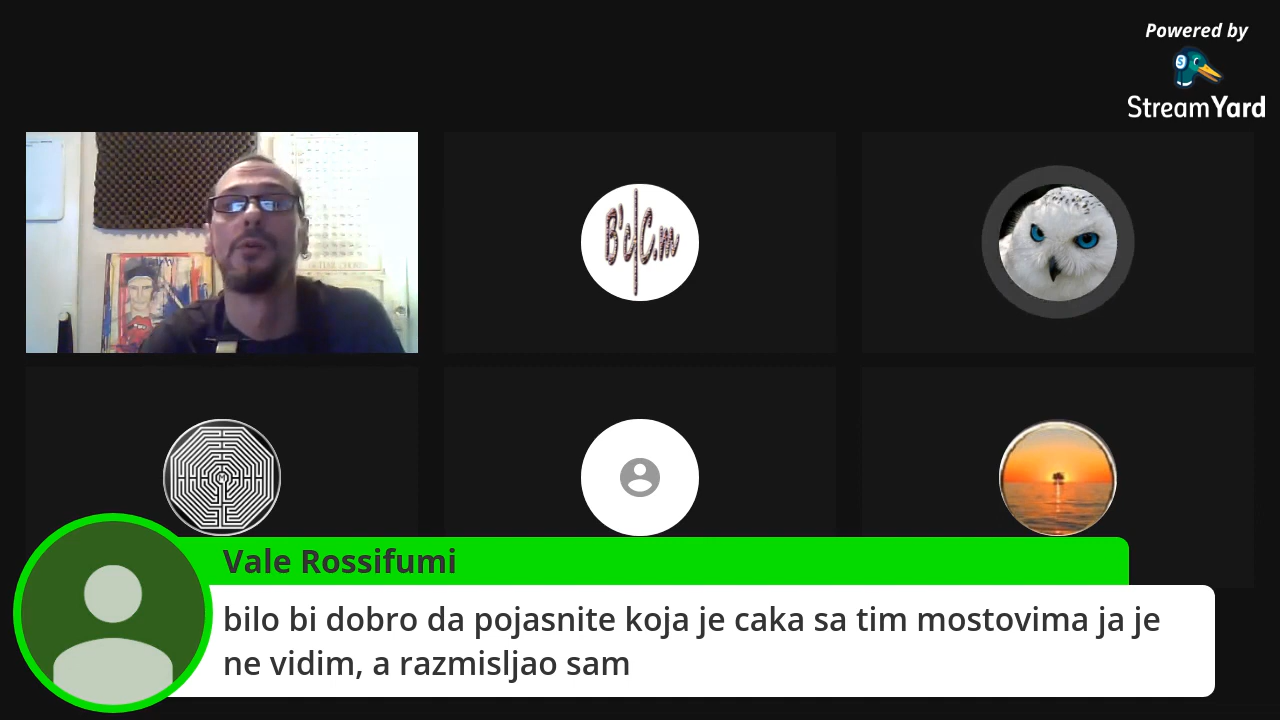 Powered by
StreamYard
B'c C.m
Vale Rossifumi
bilo bi dobro da pojasnite koja je caka sa tim mostovima ja je
ne vidim, a razmisljao sam